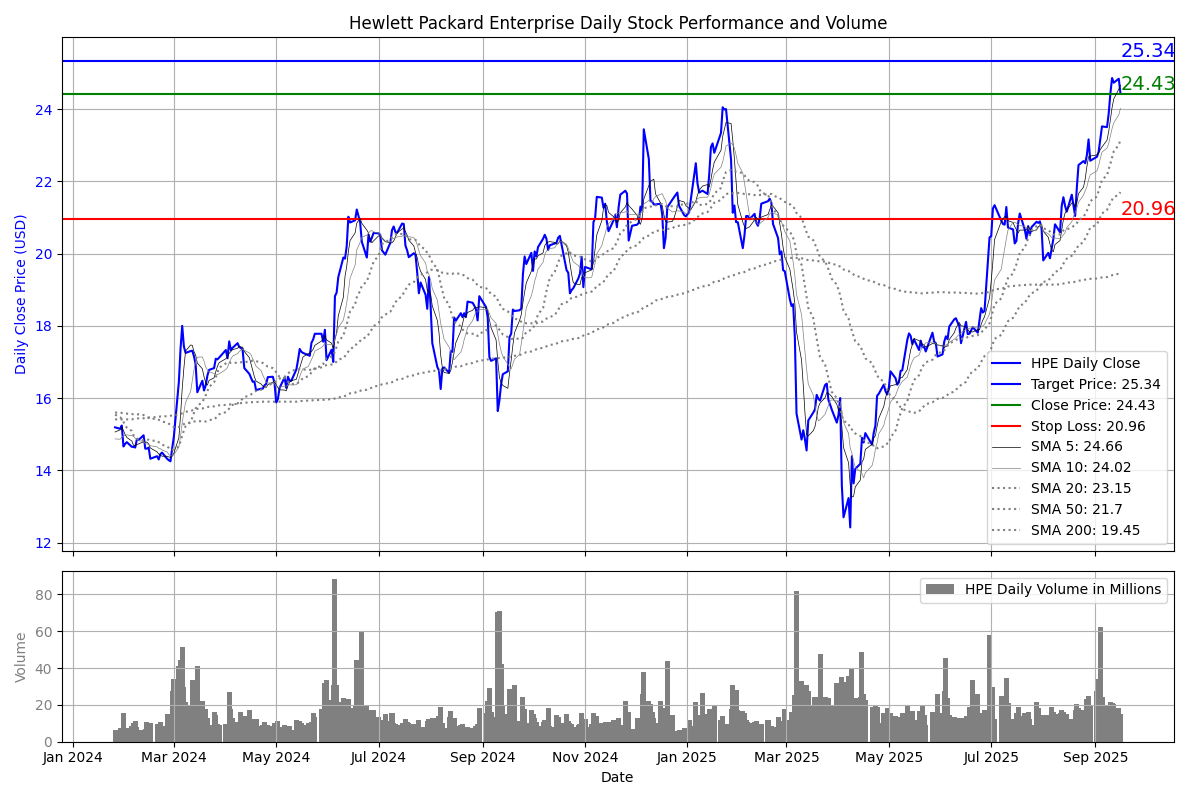 Hewlett Packard Enterprise Daily Stock Performance and Volume
25.34
24.43
20.96
Daily Close Price (USD)
24
22
20
18
16
14
12
HPE Daily Close
Target Price: 25.34
Close Price: 24.43
Stop Loss: 20.96
SMA 5: 24.66
SMA 10: 24.02
SMA 20: 23.15
SMA 50: 21.7
SMA 200: 19.45
Volume
80
60
40
20
0
HPE Daily Volume in Millions
Jan 2024 Mar 2024 May 2024 Jul 2024 Sep 2024 Nov 2024 Jan 2025 Mar 2025 May 2025 Jul 2025 Sep 2025
Date